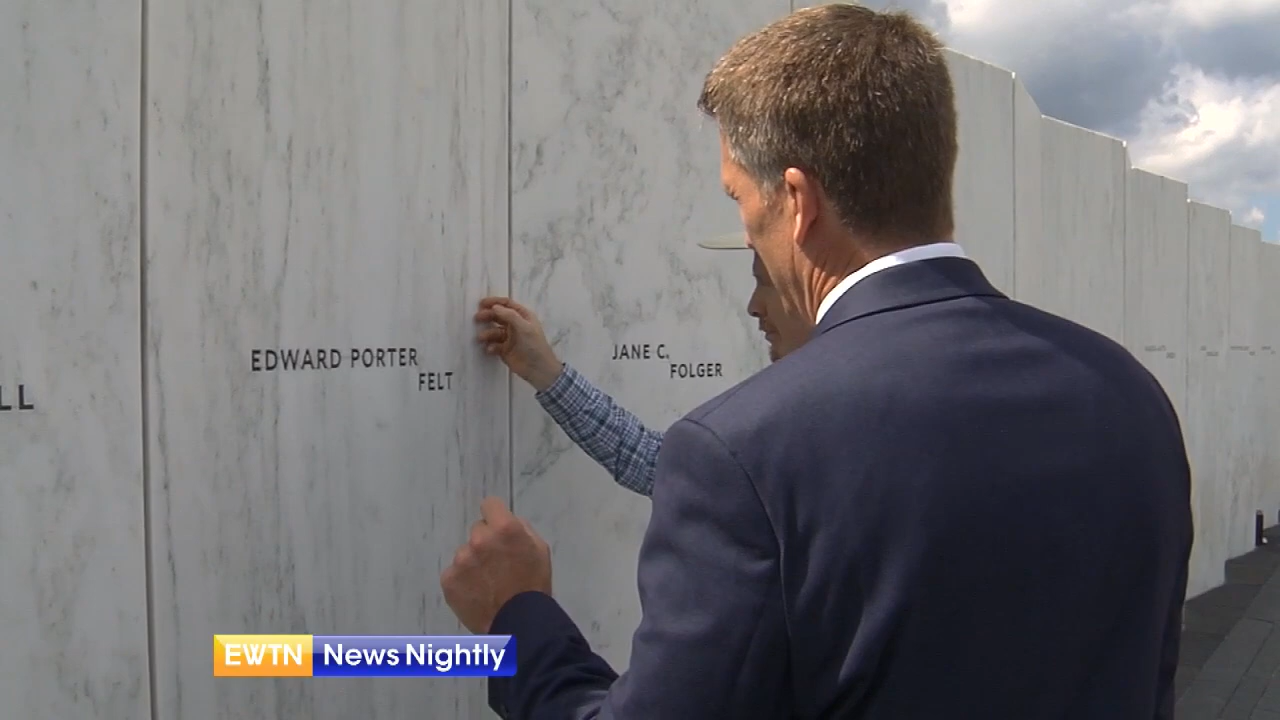 EDWARD PORTER
FELT
JANE C.
FOLGER
LL
EWTN News Nightly